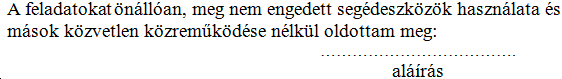 A feladatokat önállóan, meg nem engedett segédeszközök használata és
mások közvetlen közreműködése nélkül oldottam meg:
.......................................
aláírás